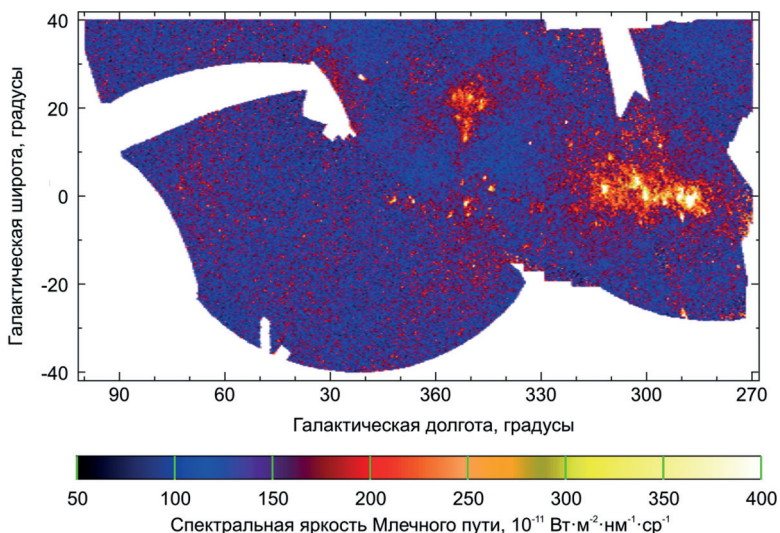 40
20
0
-20
-40
Галактическая широта, градусы
90 60 30 360 330 300 270
Галактическая долгота, градусы
50 100 150 200 250 300 350 400
Спектральная яркость Млечного пути, 10⁻¹¹ Вт·м⁻²·нм⁻¹·ср⁻¹